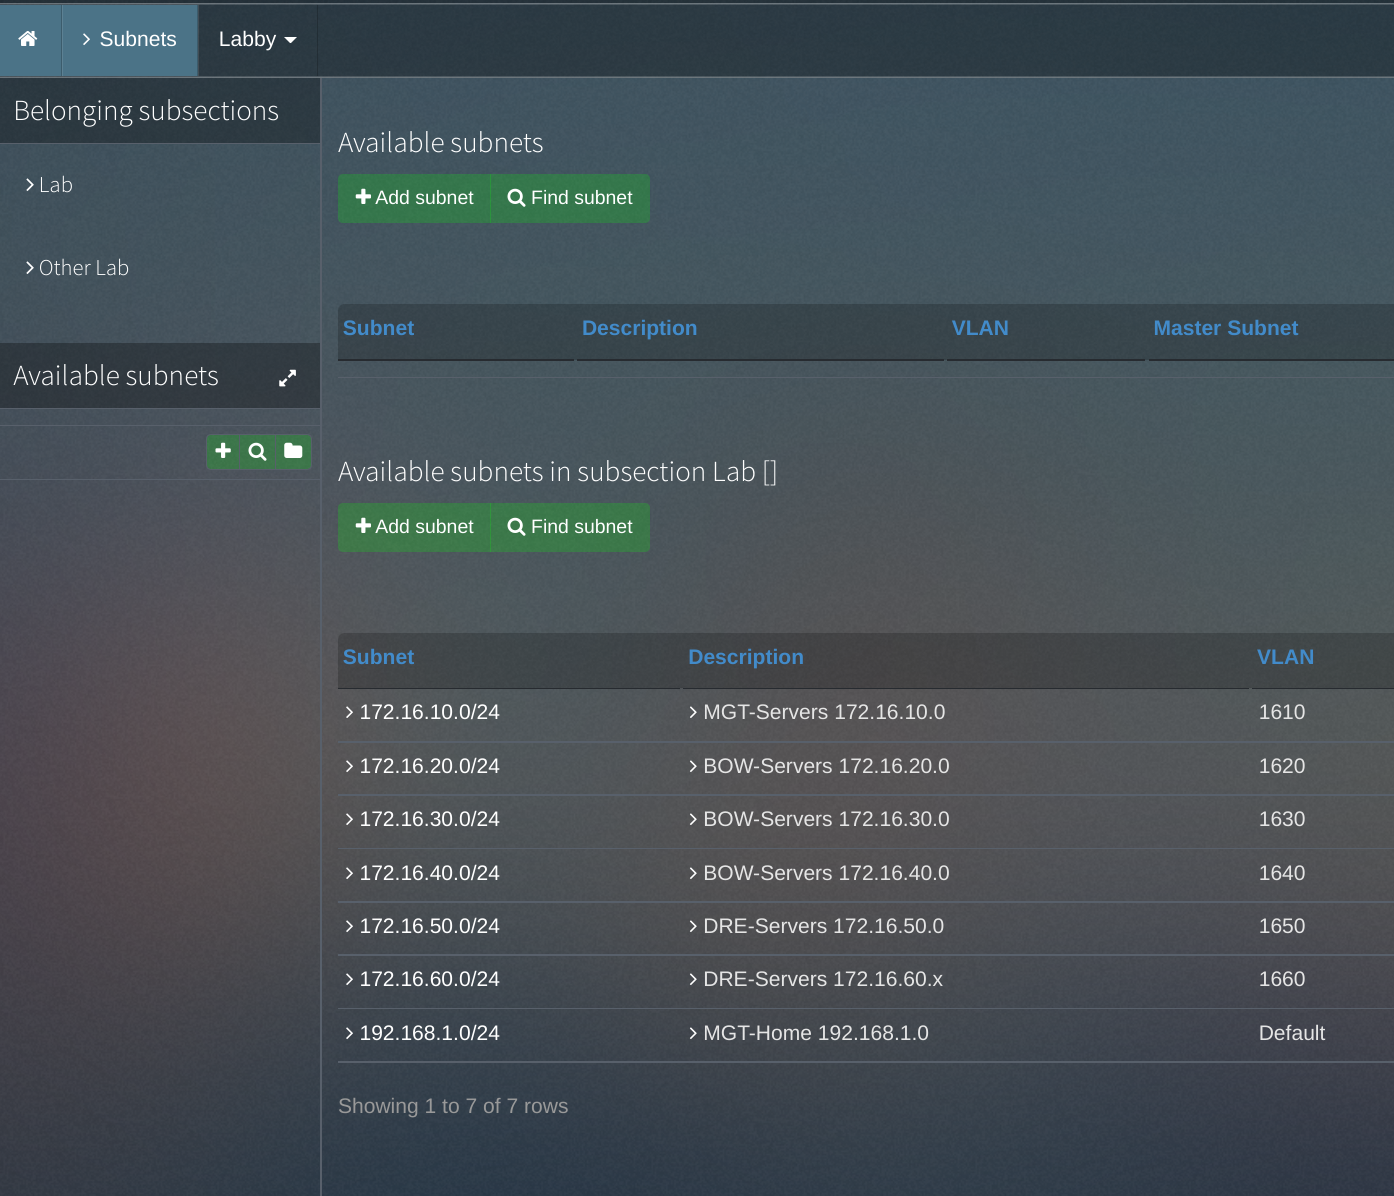 Subnets
Labby
Belonging subsections
Lab
Other Lab
Available subnets
Available subnets
Add subnet Find subnet
Subnet Description VLAN Master Subnet
Available subnets in subsection Lab []
Add subnet Find subnet
Subnet Description VLAN
172.16.10.0/24 MGT-Servers 172.16.10.0 1610
172.16.20.0/24 BOW-Servers 172.16.20.0 1620
172.16.30.0/24 BOW-Servers 172.16.30.0 1630
172.16.40.0/24 BOW-Servers 172.16.40.0 1640
172.16.50.0/24 DRE-Servers 172.16.50.0 1650
172.16.60.0/24 DRE-Servers 172.16.60.x 1660
192.168.1.0/24 MGT-Home 192.168.1.0 Default
Showing 1 to 7 of 7 rows